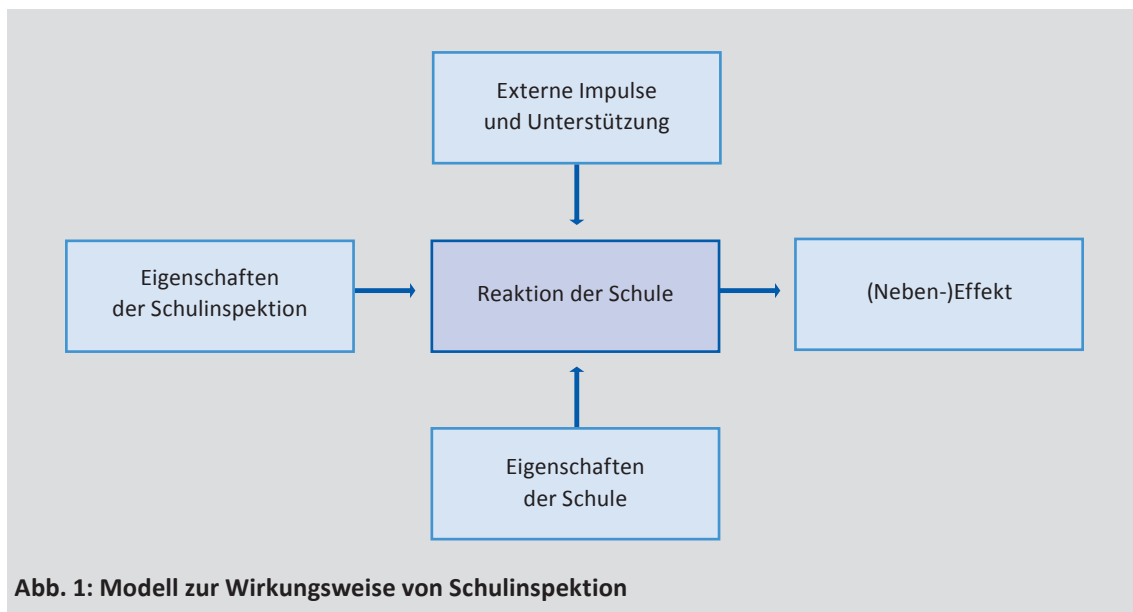 Externe Impulse
und Unterstützung
Eigenschaften
der Schulinspektion
Reaktion der Schule
(Neben-)Effekt
Eigenschaften
der Schule
Abb. 1: Modell zur Wirkungsweise von Schulinspektion